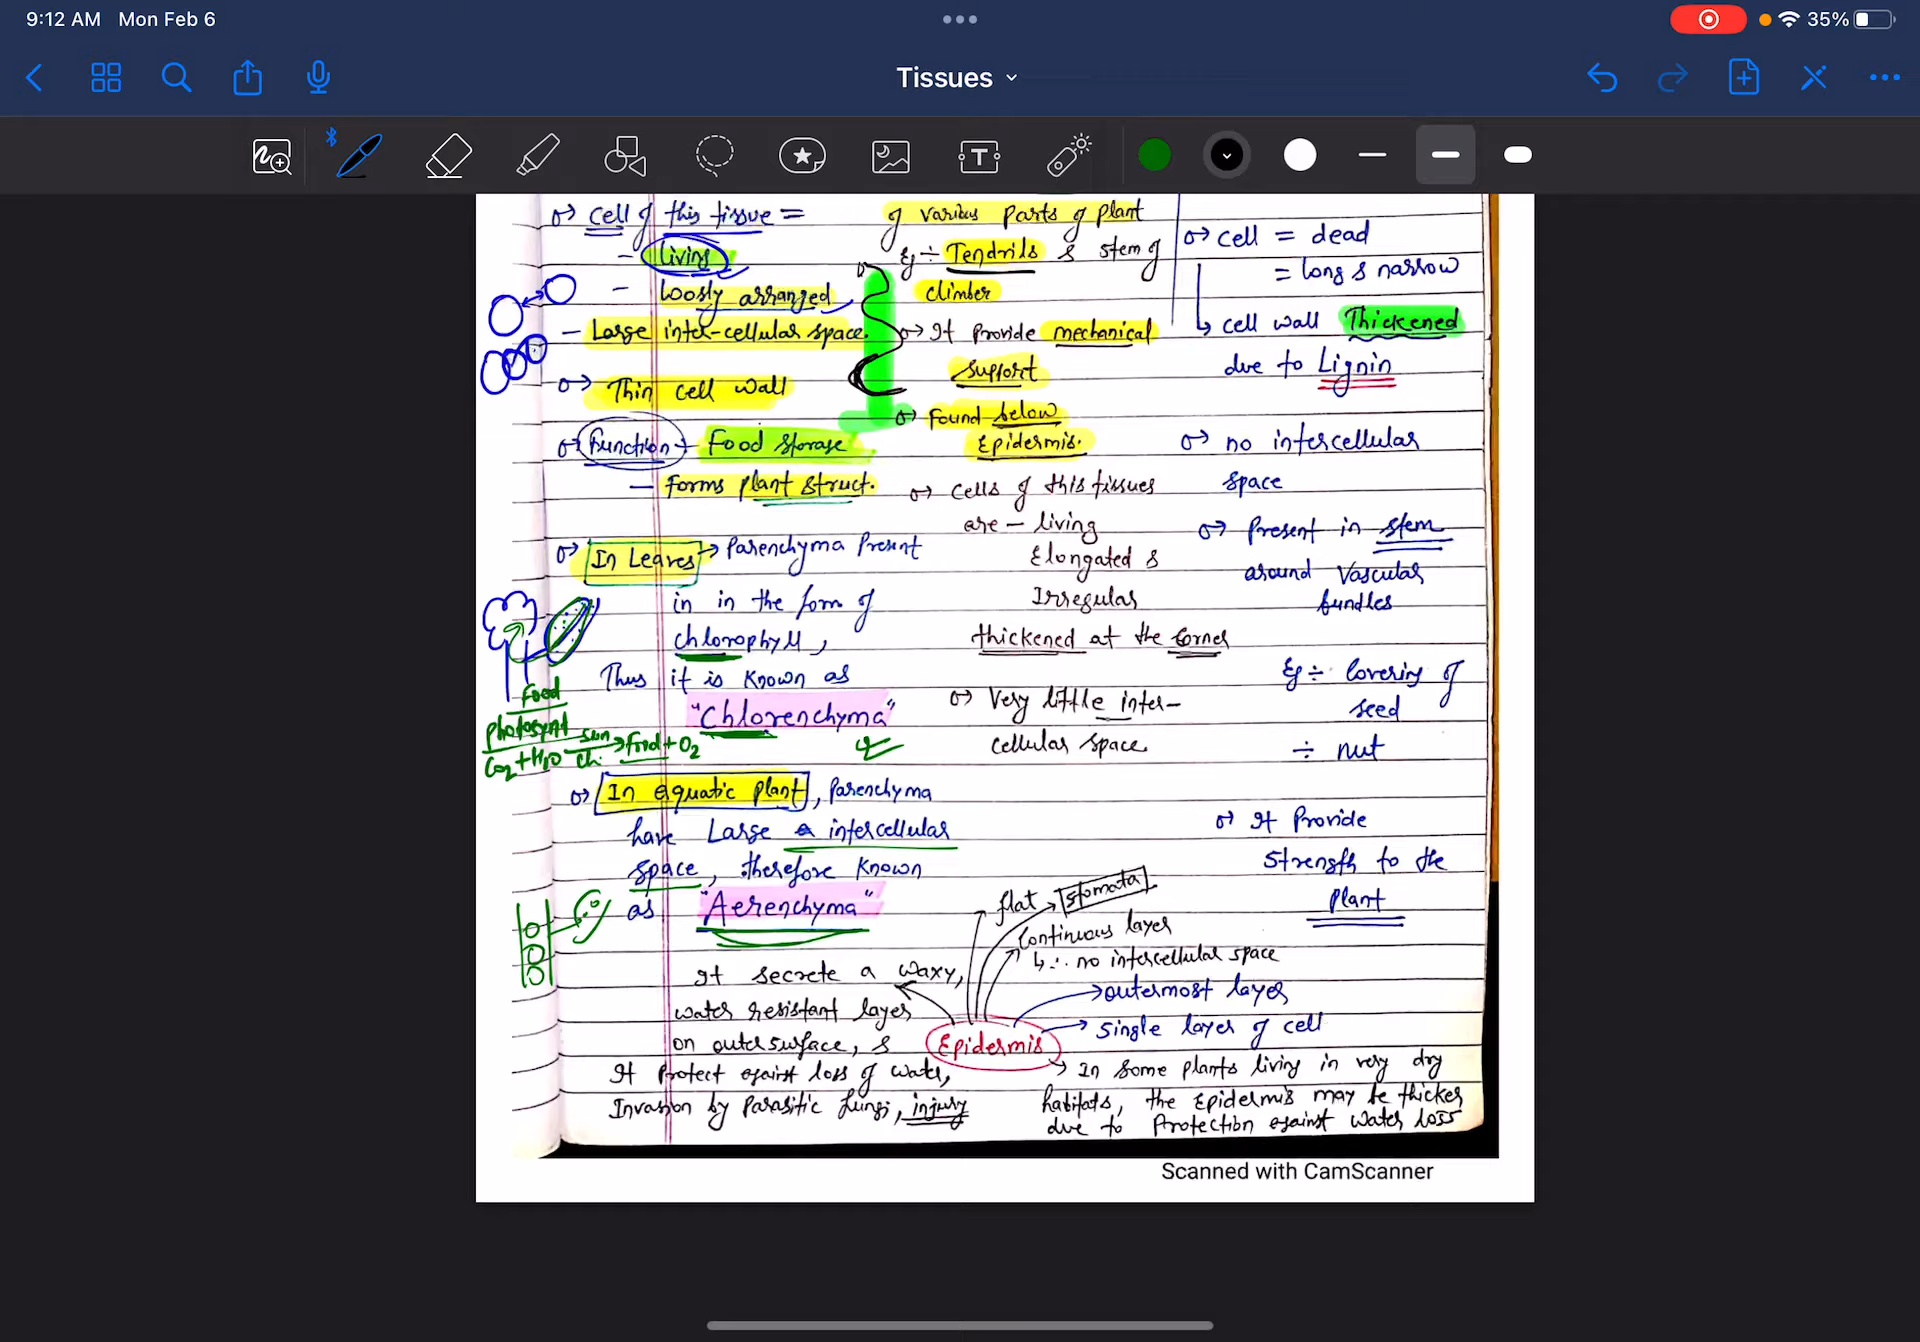 9:12 AM Mon Feb 6
35%
Tissues
T
cell of this tissue =
- living
- Loosly arranged
- Large inter-cellular space.
Thin cell wall
Function - Food storage
- Forms plant struct.
In Leaves → Parenchyma Present
in in the form of
chlorophyll,
Thus it is known as
"Chlorenchyma"
Food
photosynt
Co2 + H2O sun ch. → food + O2
In aquatic plant, Parenchyma
have Large intercellular
space, therefore known
as "Aerenchyma"
of various parts of plant
Eg ÷ Tendrils & stem of
climber
It Provide mechanical
support
Found below
Epidermis.
Cells of this tissues
are - living
Elongated &
Irregular
thickened at the corner
Very little inter-
cellular space
cell = dead
= long & narrow
cell wall Thickened
due to Lignin
no intercellular
space
Present in stem
around Vascular
bundles
Eg ÷ covering of
seed
÷ nut
It Provide
strength to the
plant
Epidermis
flat → stomata
Continuous layer
∴ no intercellular space
outermost layer
single layer of cell
It secrete a waxy,
water resistant layer
on outer surface, &
It Protect against loss of water,
Invasion by Parasitic fungi, injury
In some plants living in very dry
habitats, the Epidermis may be thicker
due to Protection against water loss
Scanned with CamScanner